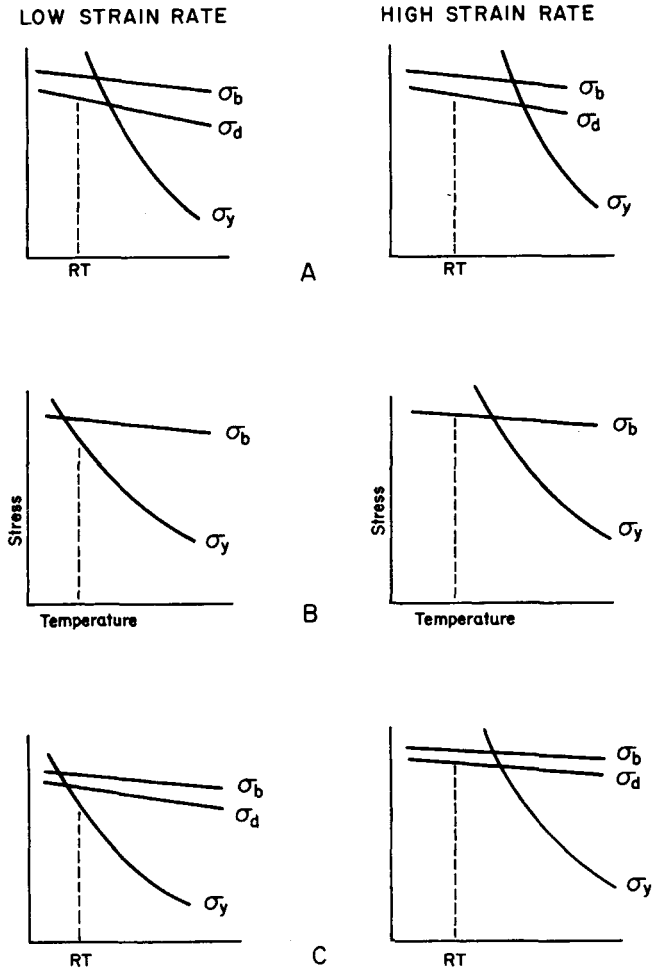 LOW STRAIN RATE
HIGH STRAIN RATE
σb
σd
σy
RT
σb
σd
σy
RT
A
Stress
σb
σy
Temperature
Stress
σb
σy
Temperature
B
σb
σd
σy
RT
σb
σd
σy
RT
C